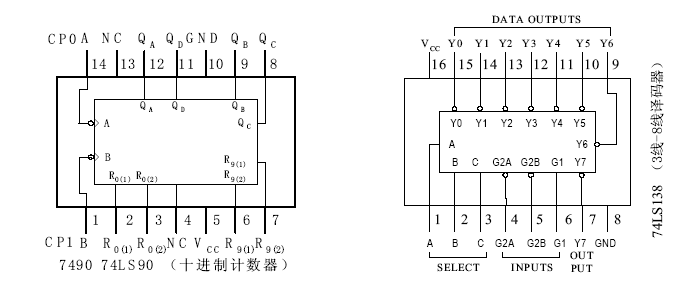 CP0 A NC QA QD GND QB QC
14 13 12 11 10 9 8
QA QD QB
QC
A
B
R9(1)
R0(1) R0(2) R9(2)
1 2 3 4 5 6 7
CP1 B R0(1) R0(2) NC VCC R9(1) R9(2)
7490 74LS90 （十进制计数器）
DATA OUTPUTS
VCC Y0 Y1 Y2 Y3 Y4 Y5 Y6
16 15 14 13 12 11 10 9
Y0 Y1 Y2 Y3 Y4 Y5
A Y6
B C G2A G2B G1 Y7
1 2 3 4 5 6 7 8
A B C G2A G2B G1 Y7 GND
SELECT INPUTS OUT
PUT
74LS138 (3线-8线译码器)